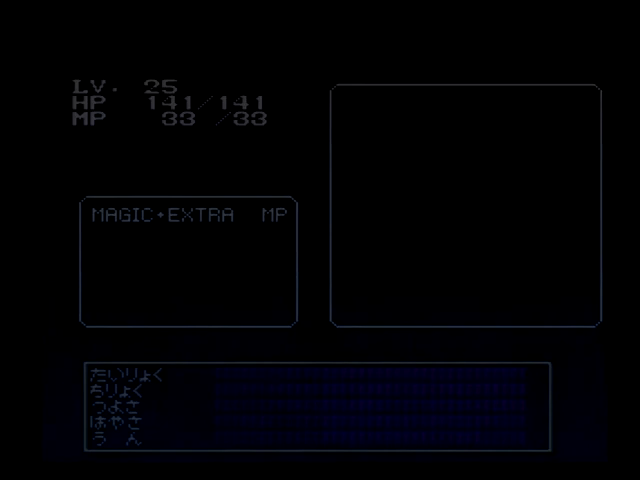 LV. 25
HP 141/141
MP 33/33
MAGIC・EXTRA MP
たいりょく
ちりょく
つよさ
はやさ
うん